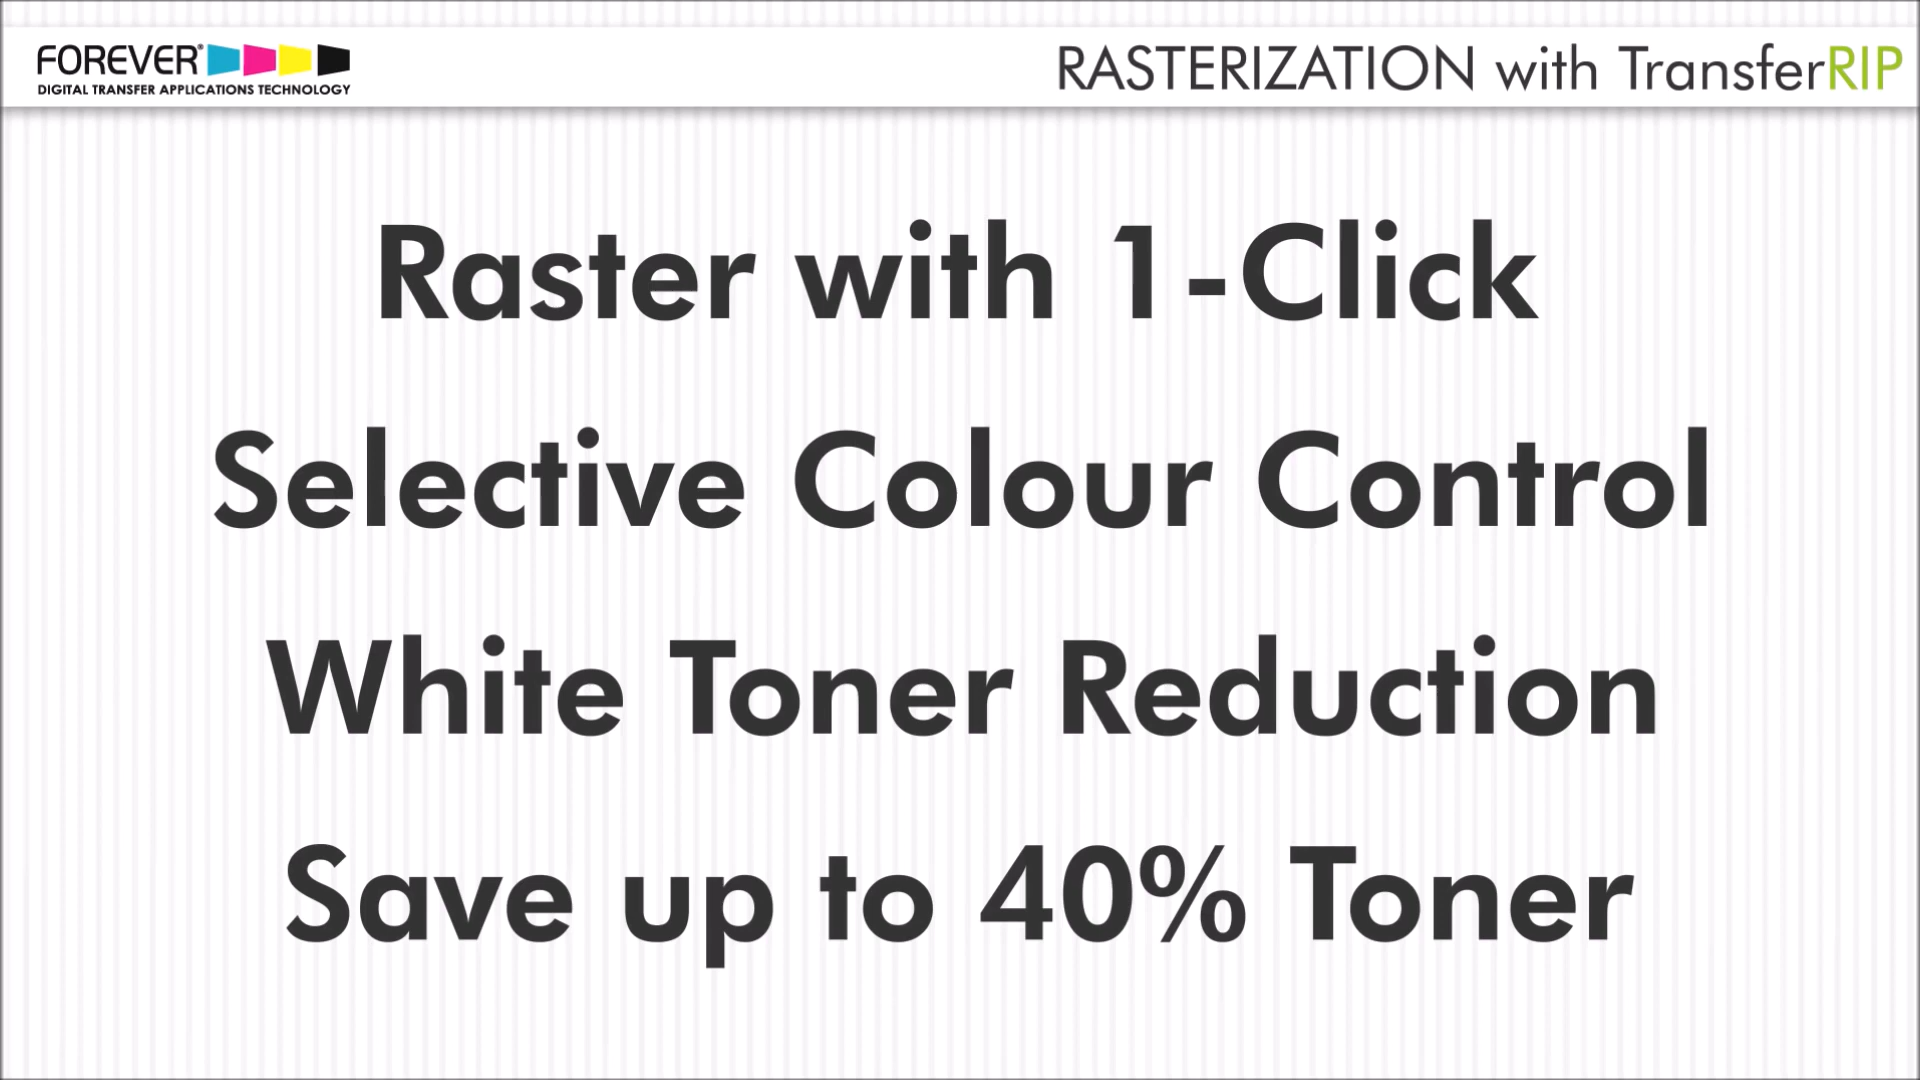 FOREVER®
DIGITAL TRANSFER APPLICATIONS TECHNOLOGY
RASTERIZATION with TransferRIP
Raster with 1-Click
Selective Colour Control
White Toner Reduction
Save up to 40% Toner